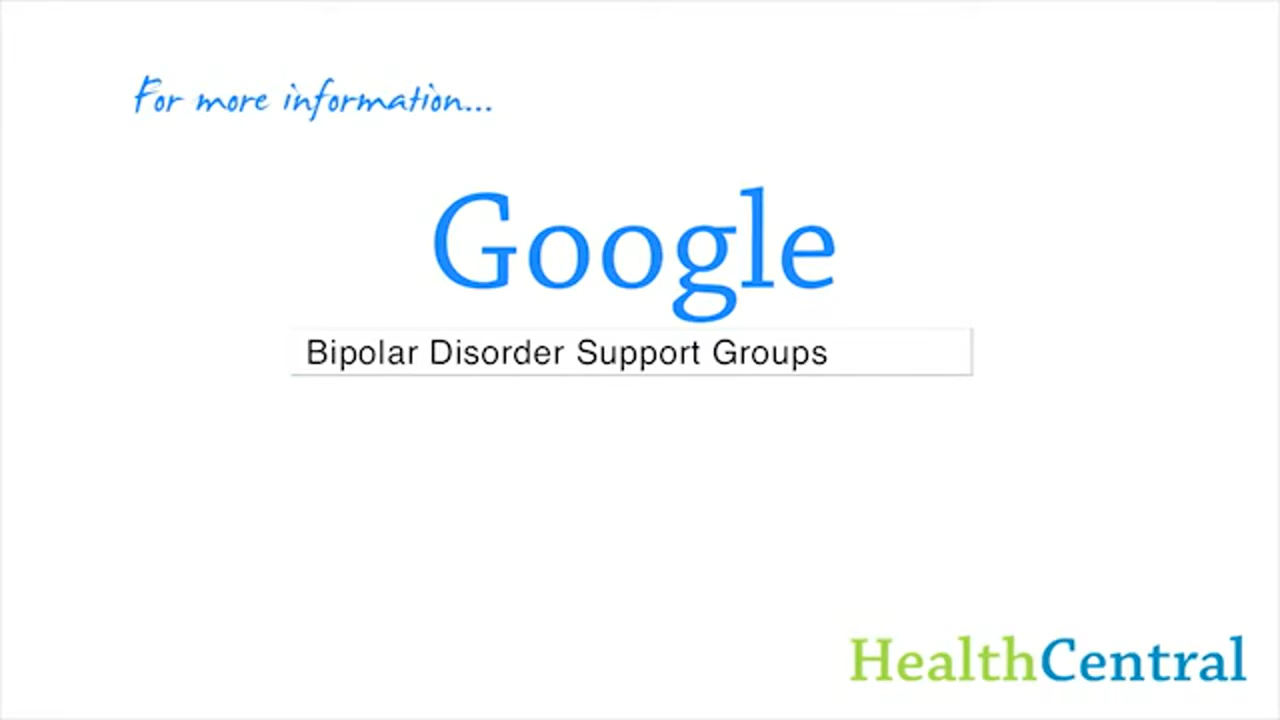 For more information...
Google
Bipolar Disorder Support Groups
HealthCentral